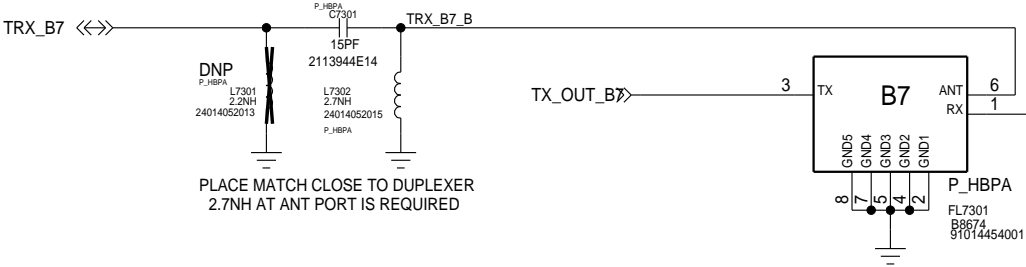 P_HBPA
C7301
TRX_B7
TRX_B7_B
15PF
2113944E14
DNP
P_HBPA
L7301
2.2NH
24014052013
L7302
2.7NH
24014052015
P_HBPA
PLACE MATCH CLOSE TO DUPLEXER
2.7NH AT ANT PORT IS REQUIRED
TX_OUT_B7
3
TX
B7
ANT
6
RX
1
GND5
GND4
GND3
GND2
GND1
8
7
5
4
2
P_HBPA
FL7301
B8674
91014454001